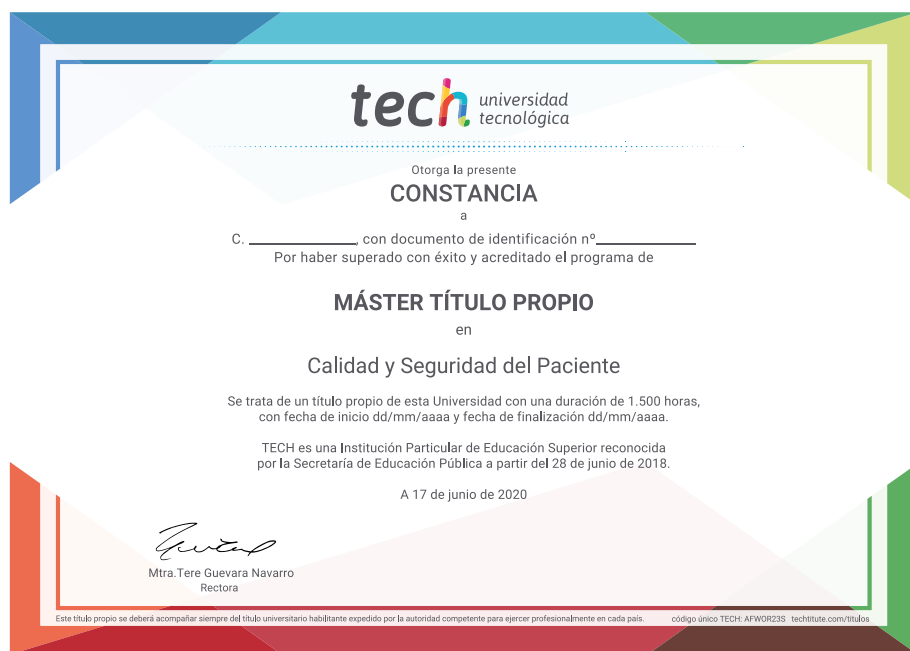 tech universidad
tecnológica
Otorga la presente
CONSTANCIA
a
C. ____________, con documento de identificación nº____________
Por haber superado con éxito y acreditado el programa de
MÁSTER TÍTULO PROPIO
en
Calidad y Seguridad del Paciente
Se trata de un título propio de esta Universidad con una duración de 1.500 horas,
con fecha de inicio dd/mm/aaaa y fecha de finalización dd/mm/aaaa.
TECH es una Institución Particular de Educación Superior reconocida
por la Secretaría de Educación Pública a partir del 28 de junio de 2018.
A 17 de junio de 2020
Mtra.Tere Guevara Navarro
Rectora
Este título propio se deberá acompañar siempre del título universitario habilitante expedido por la autoridad competente para ejercer profesionalmente en cada país. código único TECH: AFWOR23S techtitute.com/titulos